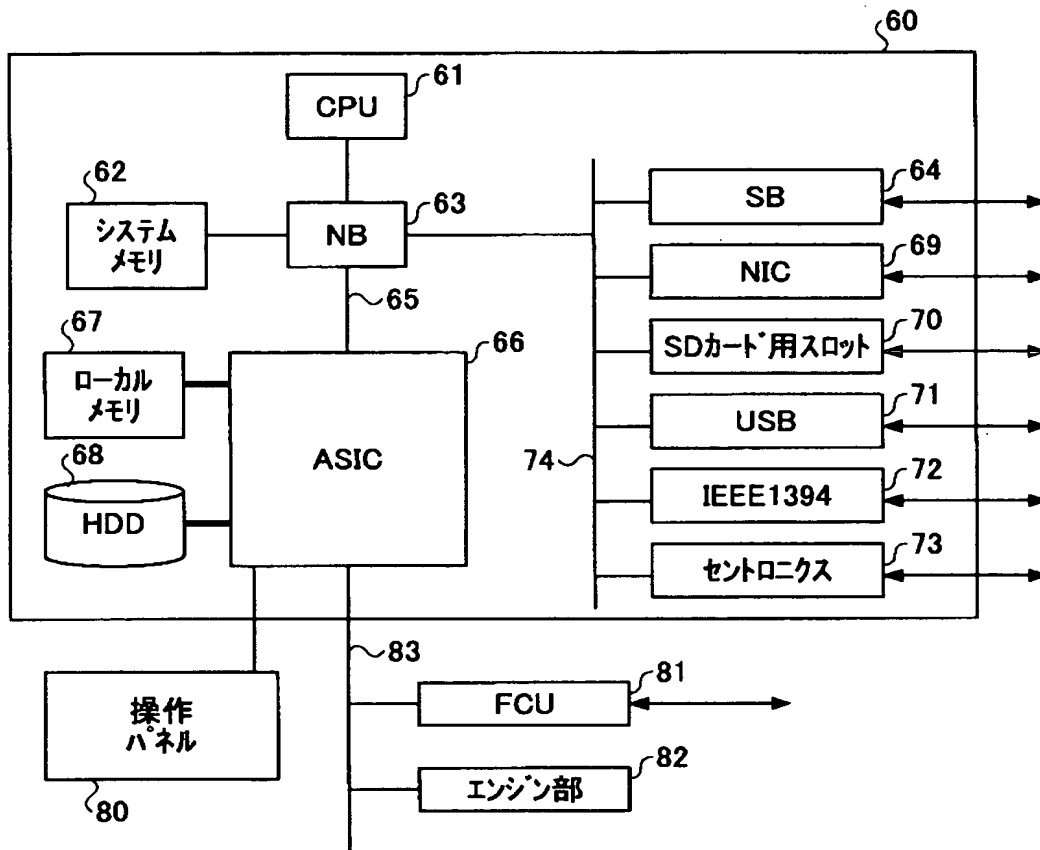 60
61
CPU
62
システム
メモリ
63
NB
64
SB
65
69
NIC
67
ローカル
メモリ
66
ASIC
70
SDカード用スロット
71
USB
68
HDD
74
72
IEEE1394
73
セントロニクス
83
操作
パネル
80
81
FCU
82
エンジン部